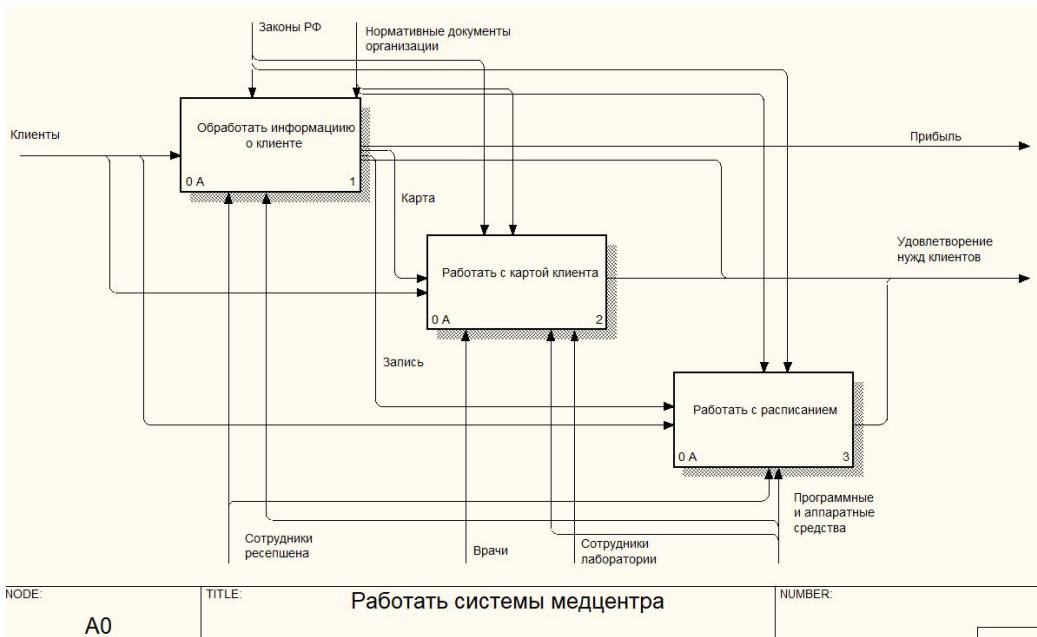 Законы РФ
Нормативные документы
организации
Клиенты
Обработать информациию
о клиенте
0 А
1
Прибыль
Карта
Удовлетворение
нужд клиентов
Работать с картой клиента
0 А
2
Запись
Работать с расписанием
0 А
3
Программные
и аппаратные
средства
Сотрудники
ресепшена
Врачи
Сотрудники
лаборатории
NODE:
A0
TITLE:
Работать системы медцентра
NUMBER: